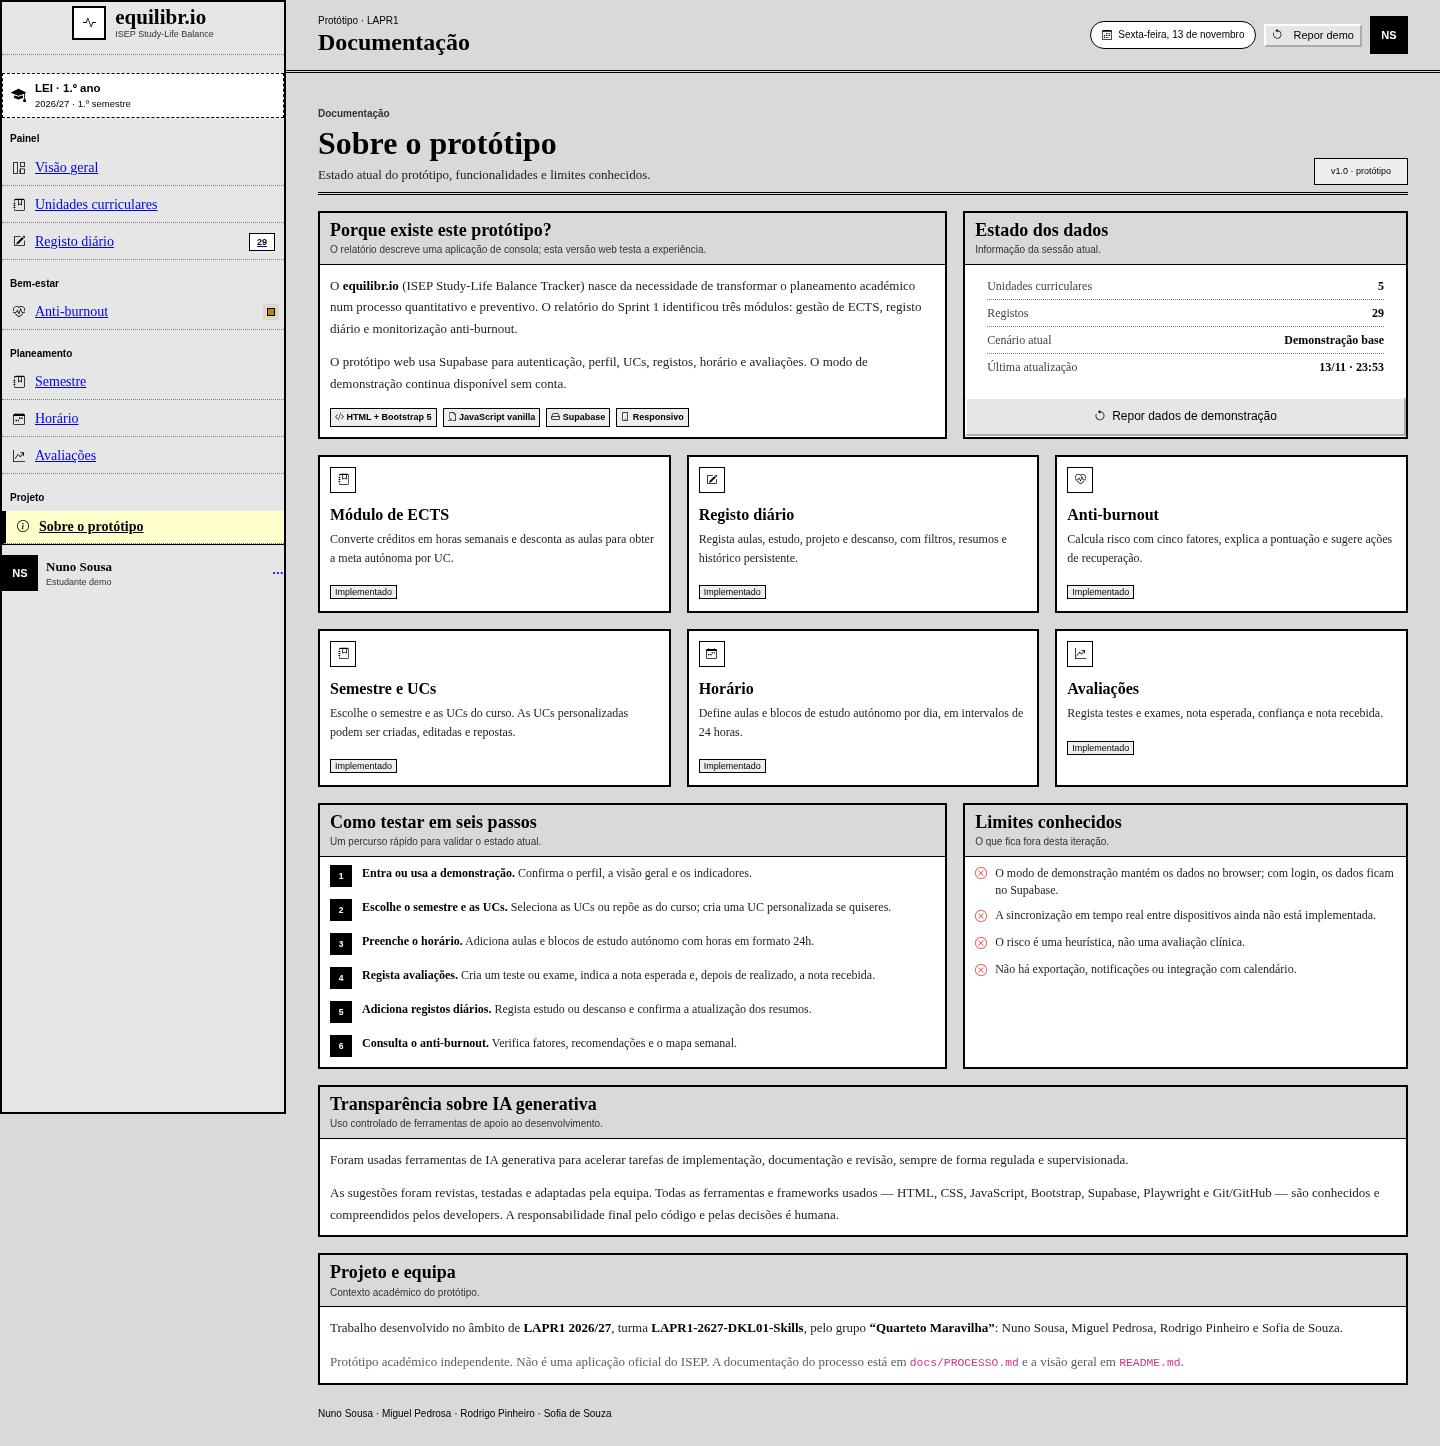 equilibr.io
ISEP Study-Life Balance
LEI · 1.º ano
2026/27 · 1.º semestre
Painel
Visão geral
Unidades curriculares
Registo diário 29
Bem-estar
Anti-burnout
Planeamento
Semestre
Horário
Avaliações
Projeto
Sobre o protótipo
NS
Nuno Sousa
Estudante demo
Protótipo · LAPR1
Documentação
Sexta-feira, 13 de novembro
Repor demo
NS
Documentação
Sobre o protótipo
Estado atual do protótipo, funcionalidades e limites conhecidos.
v1.0 · protótipo
Porque existe este protótipo?
O relatório descreve uma aplicação de consola; esta versão web testa a experiência.
O equilibr.io (ISEP Study-Life Balance Tracker) nasce da necessidade de transformar o planeamento académico
num processo quantitativo e preventivo. O relatório do Sprint 1 identificou três módulos: gestão de ECTS, registo
diário e monitorização anti-burnout.
O protótipo web usa Supabase para autenticação, perfil, UCs, registos, horário e avaliações. O modo de
demonstração continua disponível sem conta.
HTML + Bootstrap 5 JavaScript vanilla Supabase Responsivo
Estado dos dados
Informação da sessão atual.
Unidades curriculares 5
Registos 29
Cenário atual Demonstração base
Última atualização 13/11 · 23:53
Repor dados de demonstração
Módulo de ECTS
Converte créditos em horas semanais e desconta as aulas para obter
a meta autónoma por UC.
Implementado
Registo diário
Regista aulas, estudo, projeto e descanso, com filtros, resumos e
histórico persistente.
Implementado
Anti-burnout
Calcula risco com cinco fatores, explica a pontuação e sugere ações
de recuperação.
Implementado
Semestre e UCs
Escolhe o semestre e as UCs do curso. As UCs personalizadas
podem ser criadas, editadas e repostas.
Implementado
Horário
Define aulas e blocos de estudo autónomo por dia, em intervalos de
24 horas.
Implementado
Avaliações
Regista testes e exames, nota esperada, confiança e nota recebida.
Implementado
Como testar em seis passos
Um percurso rápido para validar o estado atual.
1 Entra ou usa a demonstração. Confirma o perfil, a visão geral e os indicadores.
2 Escolhe o semestre e as UCs. Seleciona as UCs ou repõe as do curso; cria uma UC personalizada se quiseres.
3 Preenche o horário. Adiciona aulas e blocos de estudo autónomo com horas em formato 24h.
4 Regista avaliações. Cria um teste ou exame, indica a nota esperada e, depois de realizado, a nota recebida.
5 Adiciona registos diários. Regista estudo ou descanso e confirma a atualização dos resumos.
6 Consulta o anti-burnout. Verifica fatores, recomendações e o mapa semanal.
Limites conhecidos
O que fica fora desta iteração.
O modo de demonstração mantém os dados no browser; com login, os dados ficam
no Supabase.
A sincronização em tempo real entre dispositivos ainda não está implementada.
O risco é uma heurística, não uma avaliação clínica.
Não há exportação, notificações ou integração com calendário.
Transparência sobre IA generativa
Uso controlado de ferramentas de apoio ao desenvolvimento.
Foram usadas ferramentas de IA generativa para acelerar tarefas de implementação, documentação e revisão, sempre de forma regulada e supervisionada.
As sugestões foram revistas, testadas e adaptadas pela equipa. Todas as ferramentas e frameworks usados — HTML, CSS, JavaScript, Bootstrap, Supabase, Playwright e Git/GitHub — são conhecidos e
compreendidos pelos developers. A responsabilidade final pelo código e pelas decisões é humana.
Projeto e equipa
Contexto académico do protótipo.
Trabalho desenvolvido no âmbito de LAPR1 2026/27, turma LAPR1-2627-DKL01-Skills, pelo grupo “Quarteto Maravilha”: Nuno Sousa, Miguel Pedrosa, Rodrigo Pinheiro e Sofia de Souza.
Protótipo académico independente. Não é uma aplicação oficial do ISEP. A documentação do processo está em docs/PROCESSO.md e a visão geral em README.md.
Nuno Sousa · Miguel Pedrosa · Rodrigo Pinheiro · Sofia de Souza